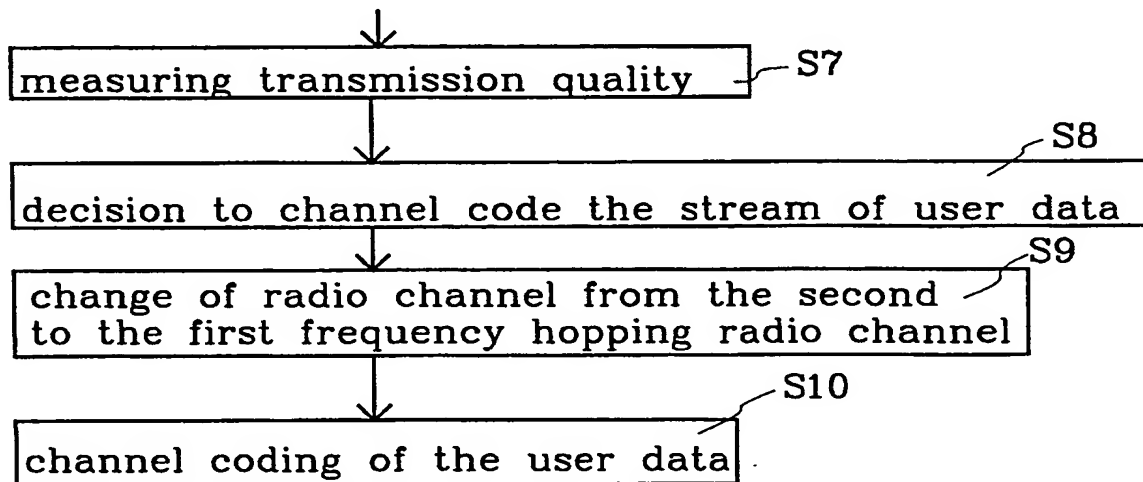 measuring transmission quality
S7
S8
decision to channel code the stream of user data
S9
change of radio channel from the second
to the first frequency hopping radio channel
S10
channel coding of the user data